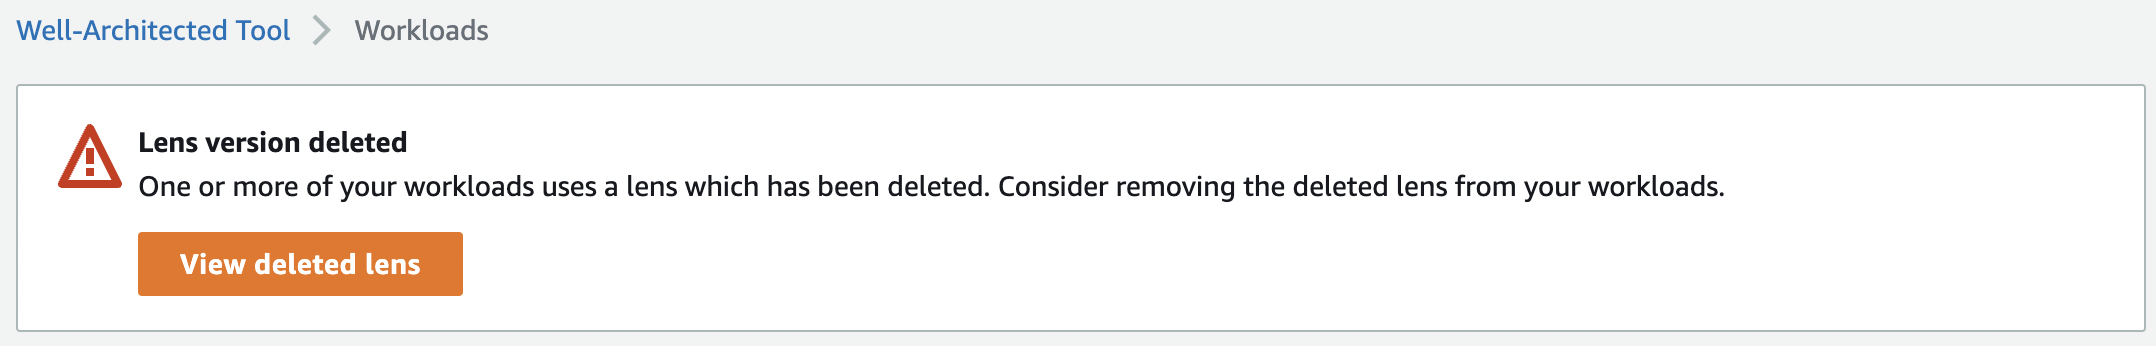 Well-Architected Tool > Workloads
Lens version deleted
One or more of your workloads uses a lens which has been deleted. Consider removing the deleted lens from your workloads.
View deleted lens